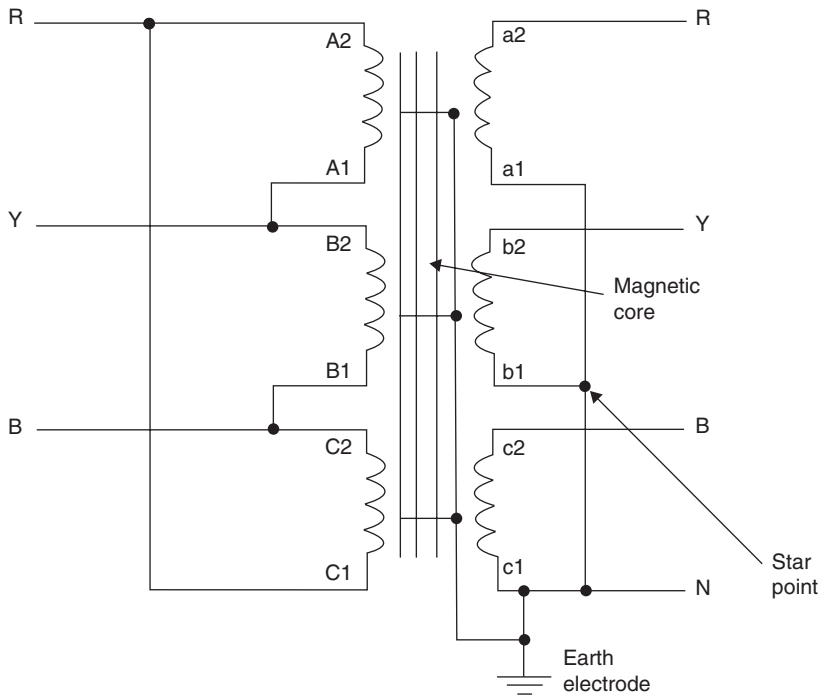 R
A2
a2
R
A1
a1
Y
B2
b2
Y
Magnetic
core
B1
b1
B
C2
c2
B
C1
c1
N
Star
point
Earth
electrode